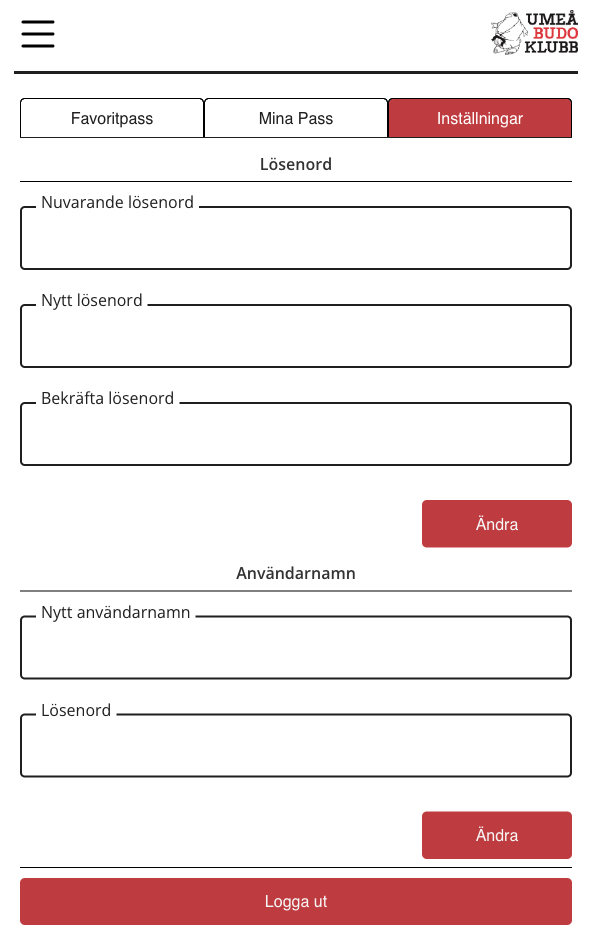 UMEÅ
BUDO
KLUBB
Favoritpass
Mina Pass
Inställningar
Lösenord
Nuvarande lösenord
Nytt lösenord
Bekräfta lösenord
Ändra
Användarnamn
Nytt användarnamn
Lösenord
Ändra
Logga ut